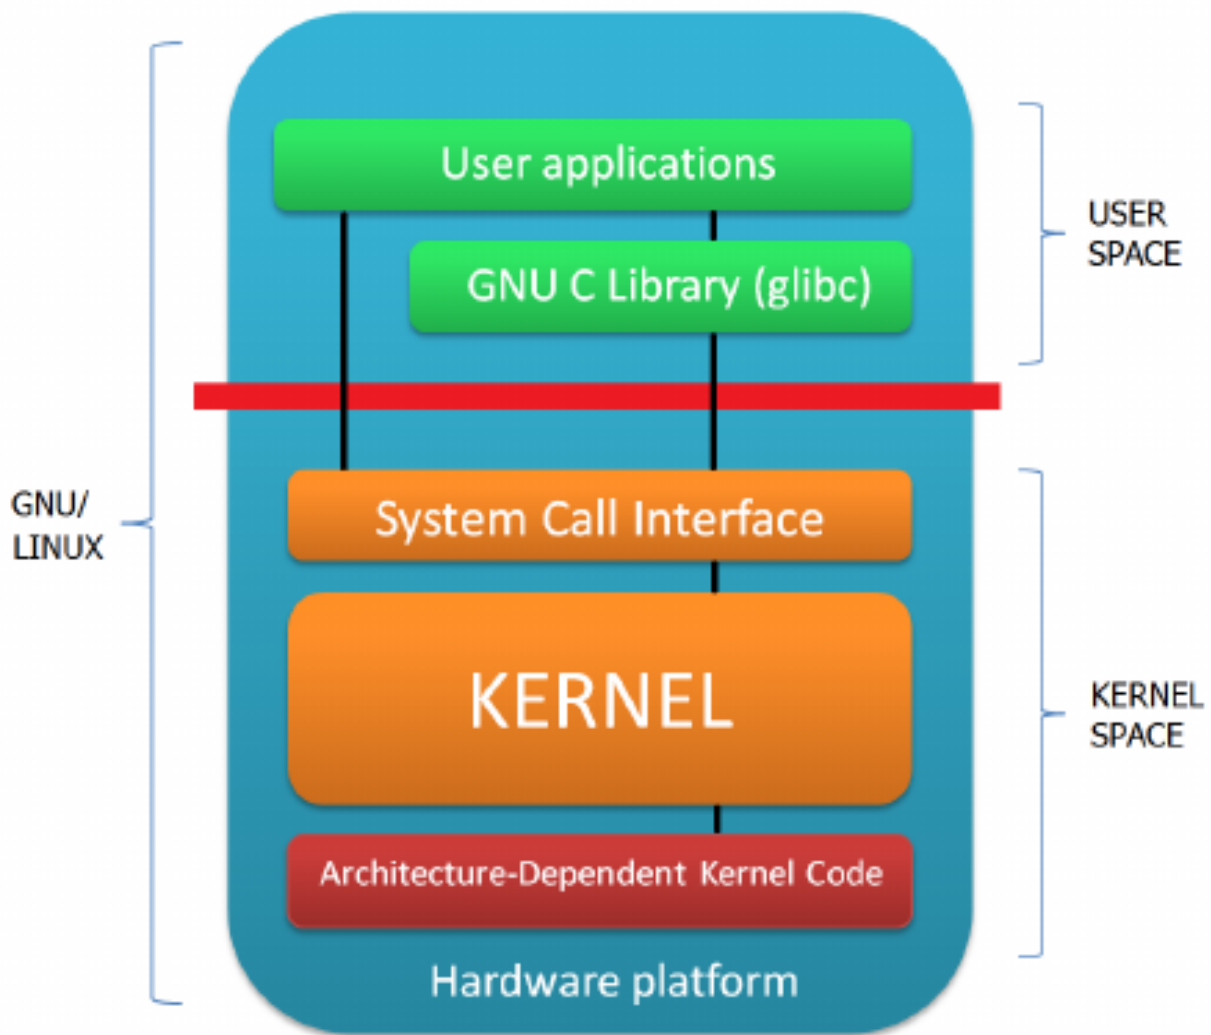 User applications
GNU C Library (glibc)
USER
SPACE
GNU/
LINUX
System Call Interface
KERNEL
KERNEL
SPACE
Architecture-Dependent Kernel Code
Hardware platform